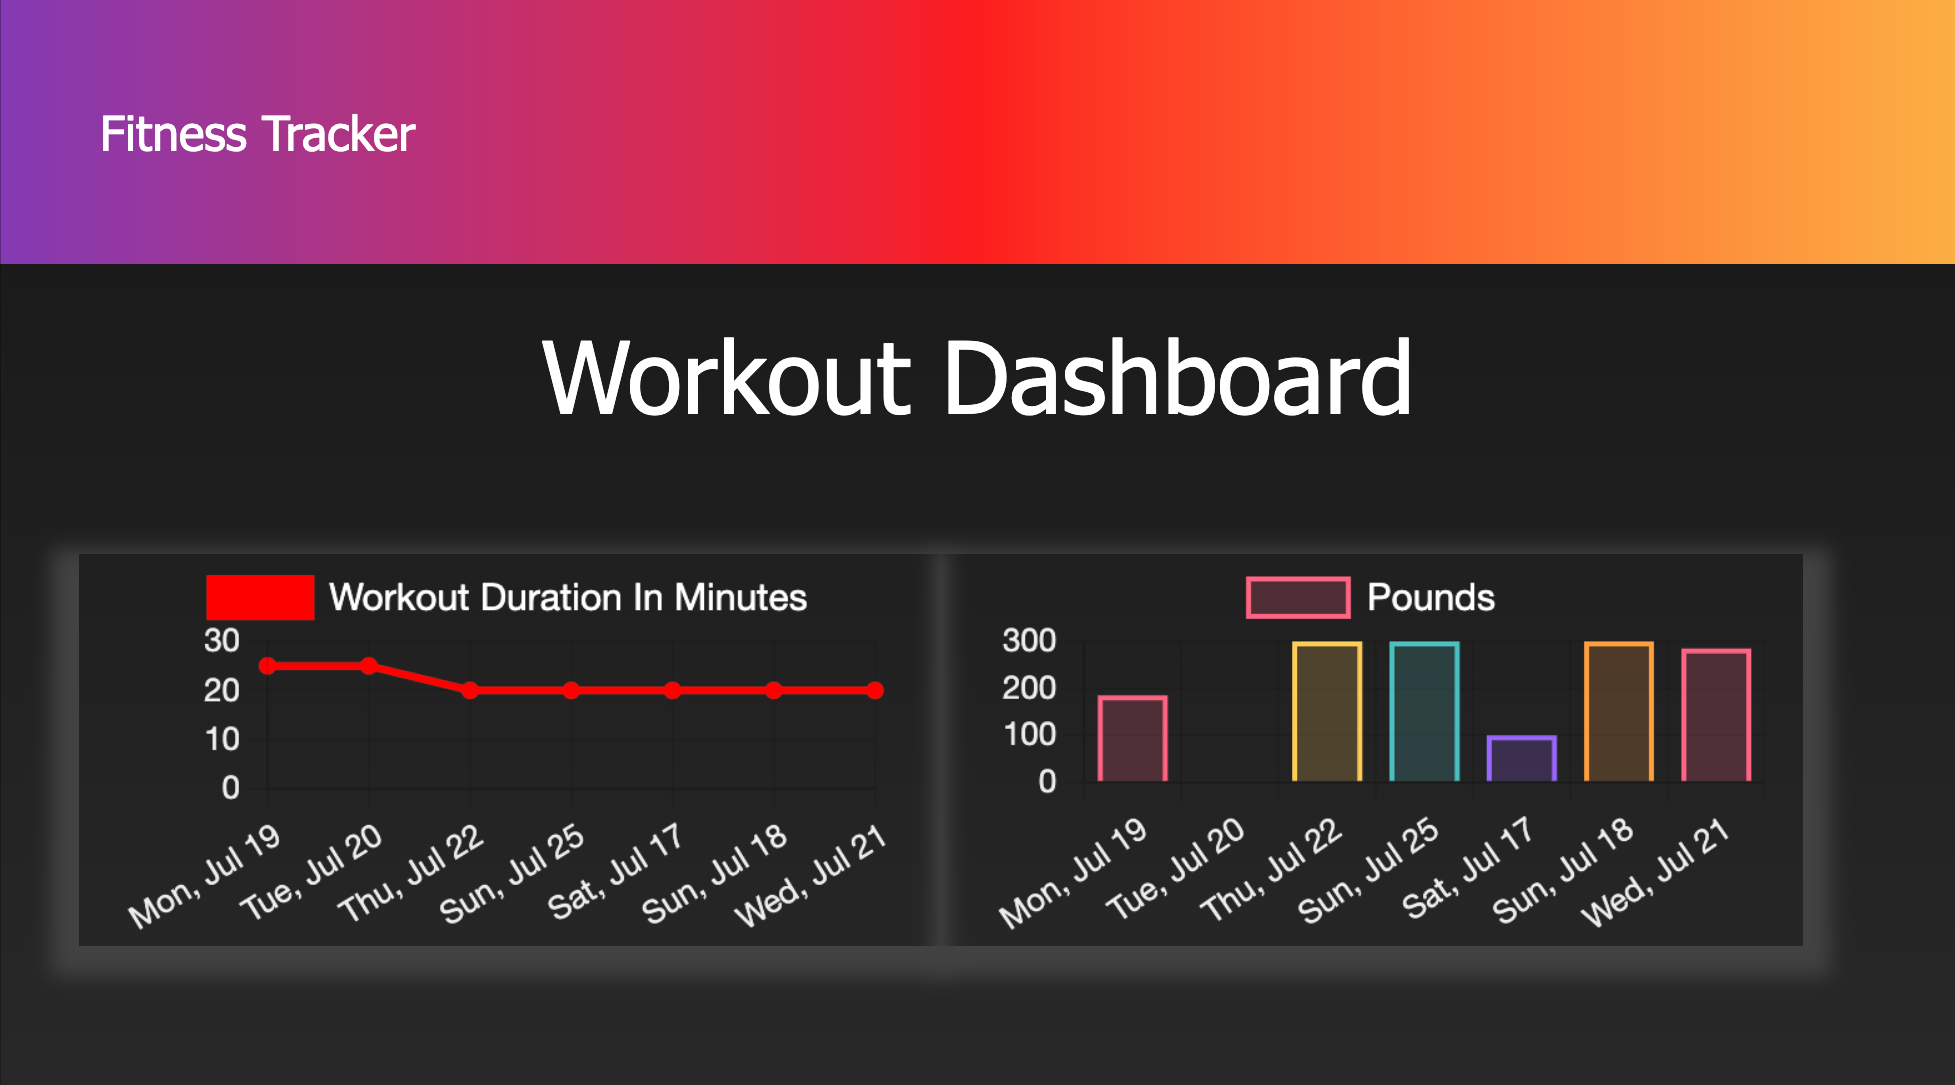 Fitness Tracker
Workout Dashboard
Workout Duration In Minutes
30
20
10
0
Mon, Jul 19
Tue, Jul 20
Thu, Jul 22
Sun, Jul 25
Sat, Jul 17
Sun, Jul 18
Wed, Jul 21
Pounds
300
200
100
0
Mon, Jul 19
Tue, Jul 20
Thu, Jul 22
Sun, Jul 25
Sat, Jul 17
Sun, Jul 18
Wed, Jul 21